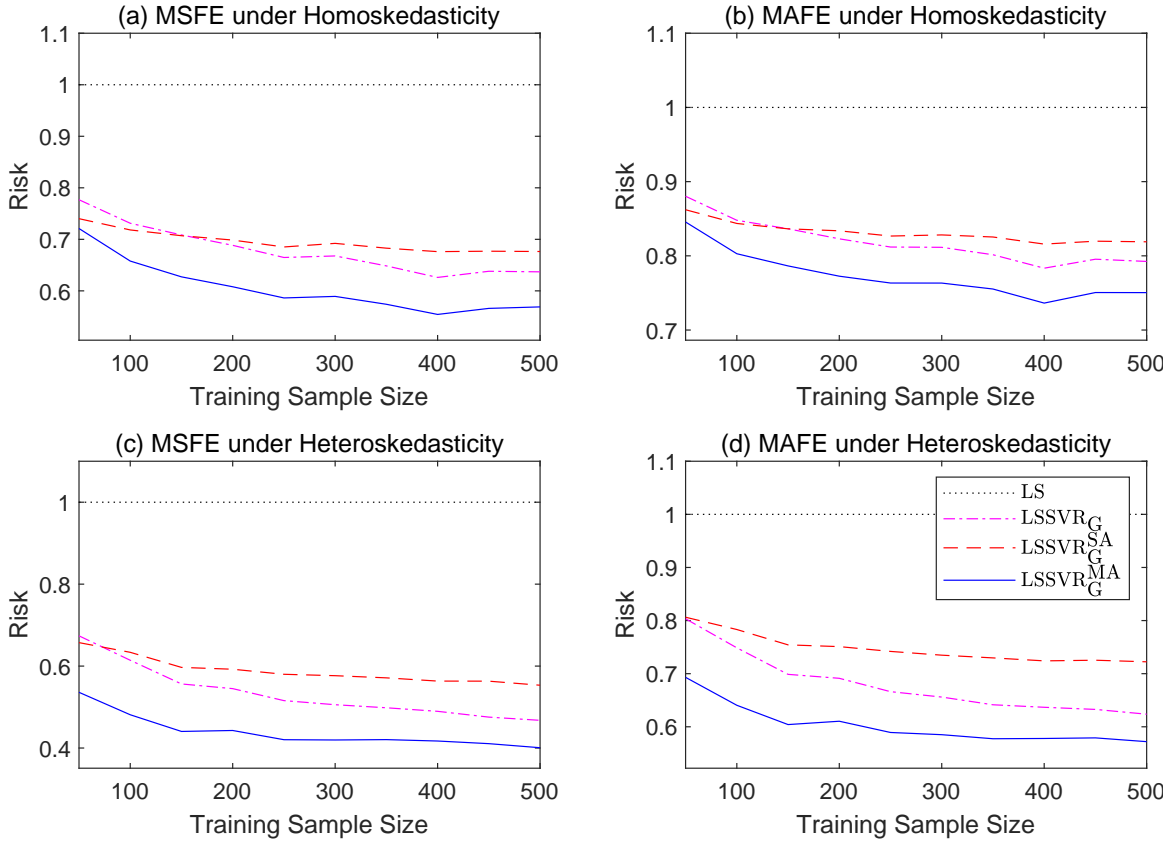 (a) MSFE under Homoskedasticity
1.1
1
0.9
0.8
0.7
0.6
Risk
100 200 300 400 500
Training Sample Size
(b) MAFE under Homoskedasticity
1.1
1
0.9
0.8
0.7
Risk
100 200 300 400 500
Training Sample Size
(c) MSFE under Heteroskedasticity
1
0.8
0.6
0.4
Risk
100 200 300 400 500
Training Sample Size
(d) MAFE under Heteroskedasticity
1.1
1
0.9
0.8
0.7
0.6
Risk
LS
LSSVR_G
LSSVR_G^SA
LSSVR_G^MA
100 200 300 400 500
Training Sample Size